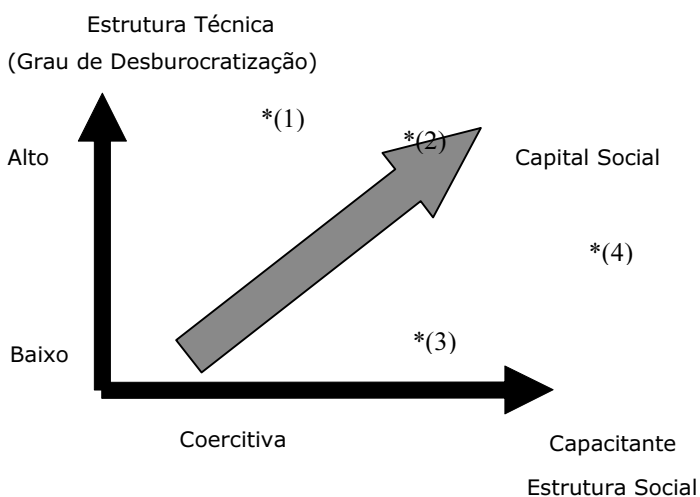 Estrutura Técnica
(Grau de Desburocratização)
*(1)
*(2)
Alto
Capital Social
*(4)
*(3)
Baixo
Coercitiva
Capacitante
Estrutura Social